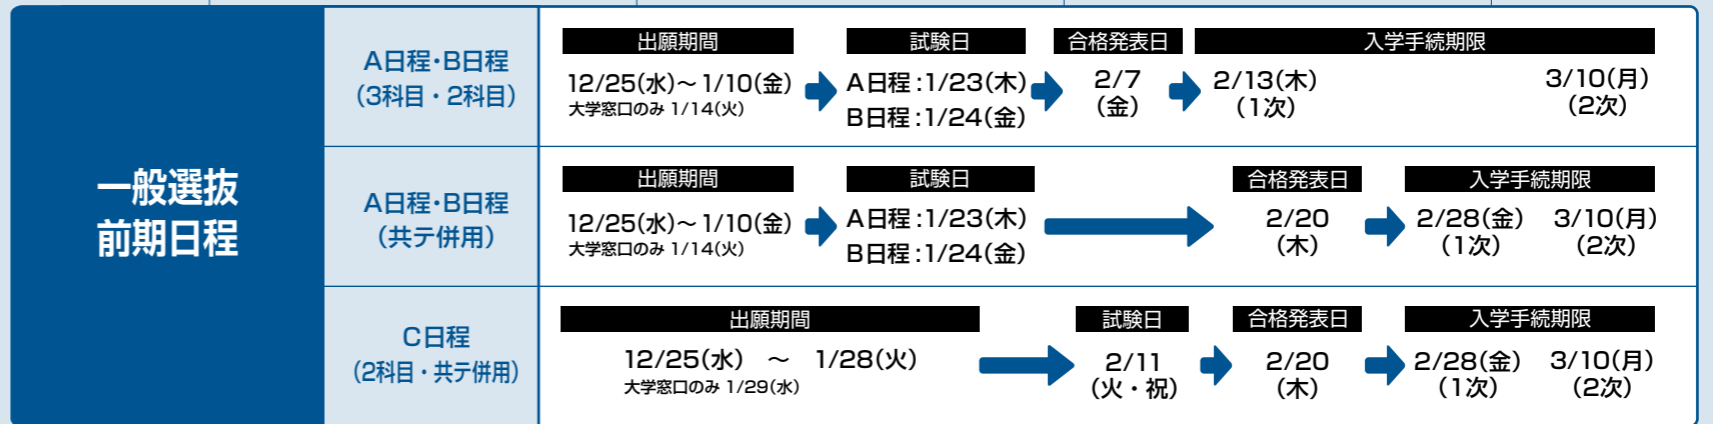 一般選抜
前期日程
A日程・B日程
（3科目・2科目）
出願期間
12/25(水)～1/10(金)
大学窓口のみ 1/14(火)
試験日
A日程:1/23(木)
B日程:1/24(金)
合格発表日
2/7
(金)
入学手続期限
2/13(木)
(1次)
3/10(月)
(2次)
A日程・B日程
（共テ併用）
出願期間
12/25(水)～1/10(金)
大学窓口のみ 1/14(火)
試験日
A日程:1/23(木)
B日程:1/24(金)
合格発表日
2/20
(木)
入学手続期限
2/28(金)
(1次)
3/10(月)
(2次)
C日程
（2科目・共テ併用）
出願期間
12/25(水) ～ 1/28(火)
大学窓口のみ 1/29(水)
試験日
2/11
(火・祝)
合格発表日
2/20
(木)
入学手続期限
2/28(金)
(1次)
3/10(月)
(2次)